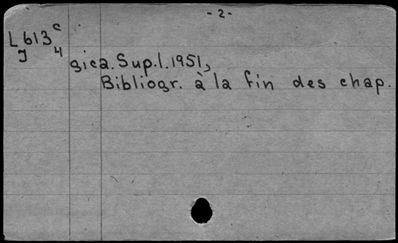 - 2 -
L613c
J 4
gica. Sup. 1. 1951,
Bibliogr. à la fin des chap.